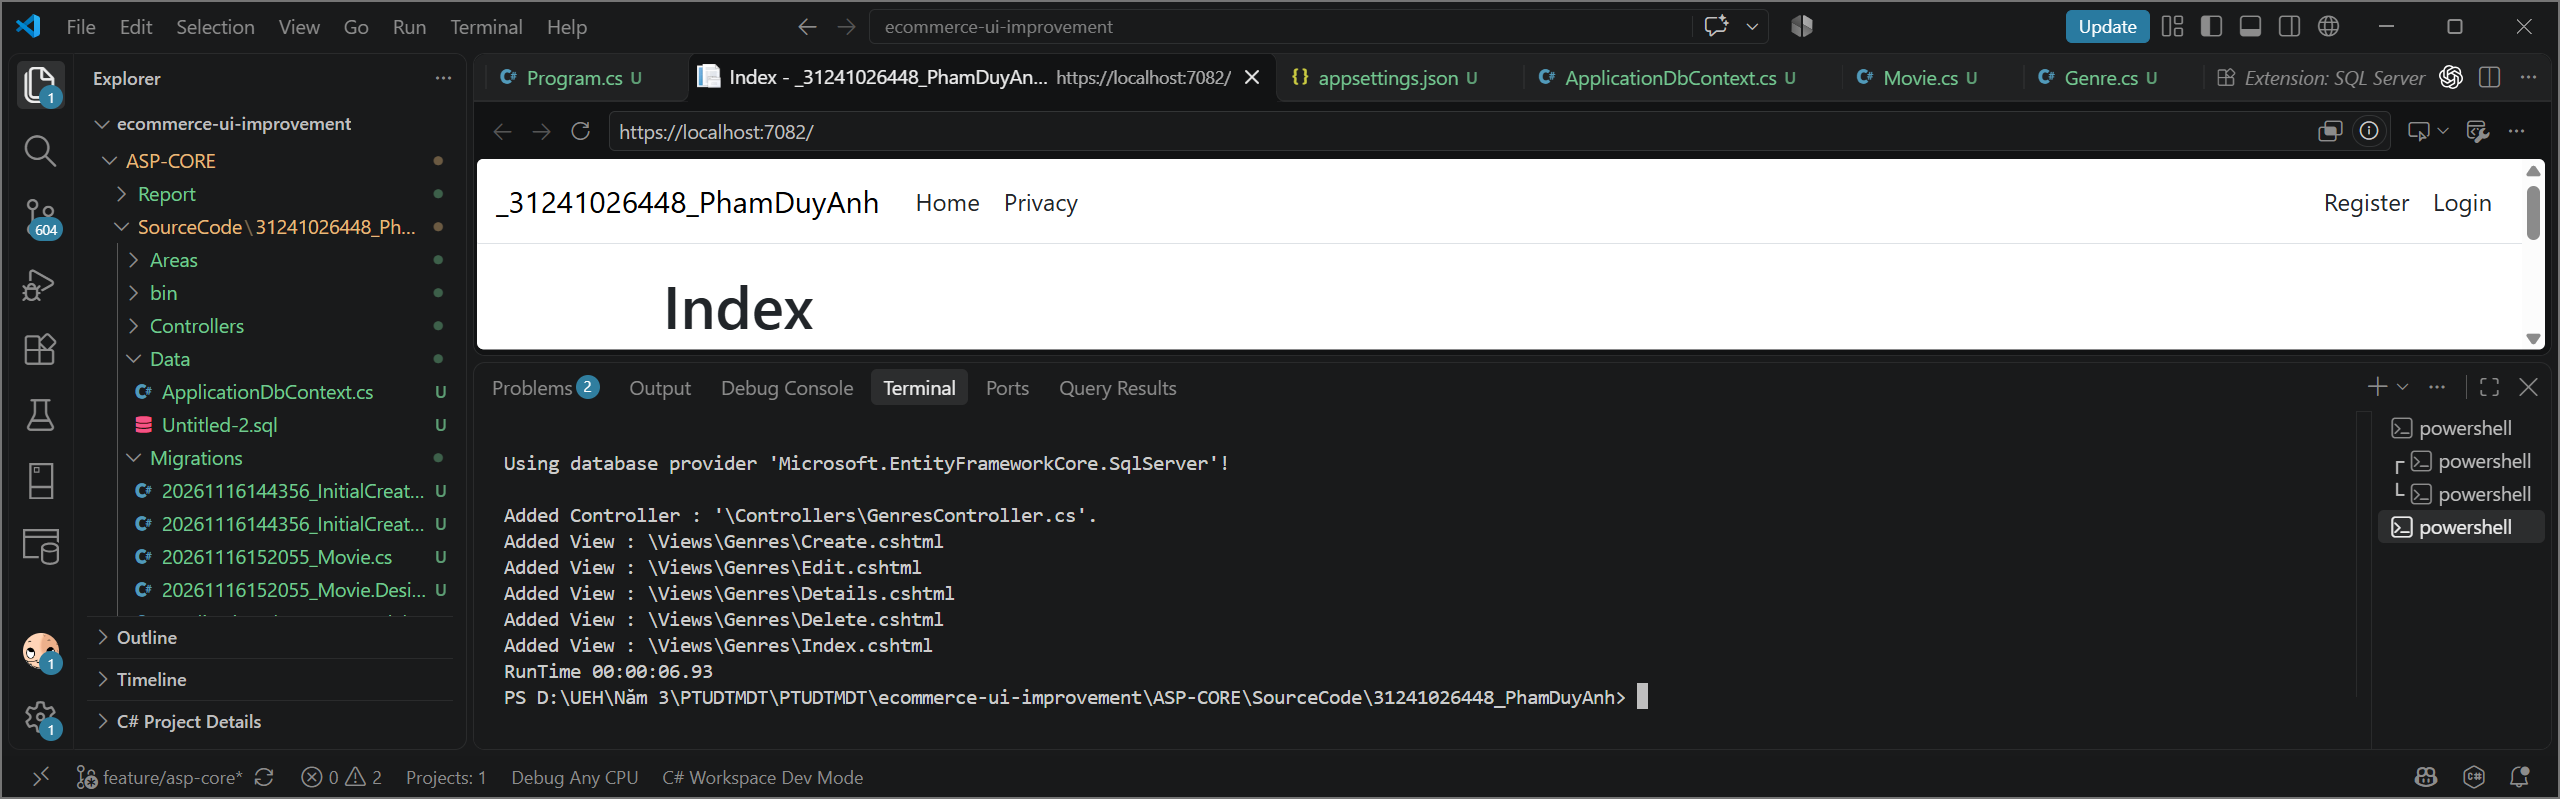 File Edit Selection View Go Run Terminal Help
ecommerce-ui-improvement
Update
Explorer
1
ecommerce-ui-improvement
ASP-CORE
Report
SourceCode\31241026448_Ph...
604
Areas
bin
Controllers
Data
ApplicationDbContext.cs U
Untitled-2.sql U
Migrations
20261116144356_InitialCreat... U
20261116144356_InitialCreat... U
20261116152055_Movie.cs U
20261116152055_Movie.Desi... U
Outline
1
Timeline
C# Project Details
1
Program.cs U
Index - _31241026448_PhamDuyAn... https://localhost:7082/
appsettings.json U
ApplicationDbContext.cs U
Movie.cs U
Genre.cs U
Extension: SQL Server
https://localhost:7082/
_31241026448_PhamDuyAnh Home Privacy Register Login
Index
Problems 2 Output Debug Console Terminal Ports Query Results
Using database provider 'Microsoft.EntityFrameworkCore.SqlServer'!
Added Controller : '\Controllers\GenresController.cs'.
Added View : \Views\Genres\Create.cshtml
Added View : \Views\Genres\Edit.cshtml
Added View : \Views\Genres\Details.cshtml
Added View : \Views\Genres\Delete.cshtml
Added View : \Views\Genres\Index.cshtml
RunTime 00:00:06.93
PS D:\UEH\Năm 3\PTUDTMDT\PTUDTMDT\ecommerce-ui-improvement\ASP-CORE\SourceCode\31241026448_PhamDuyAnh>
powershell
powershell
powershell
powershell
feature/asp-core* 0 2 Projects: 1 Debug Any CPU C# Workspace Dev Mode